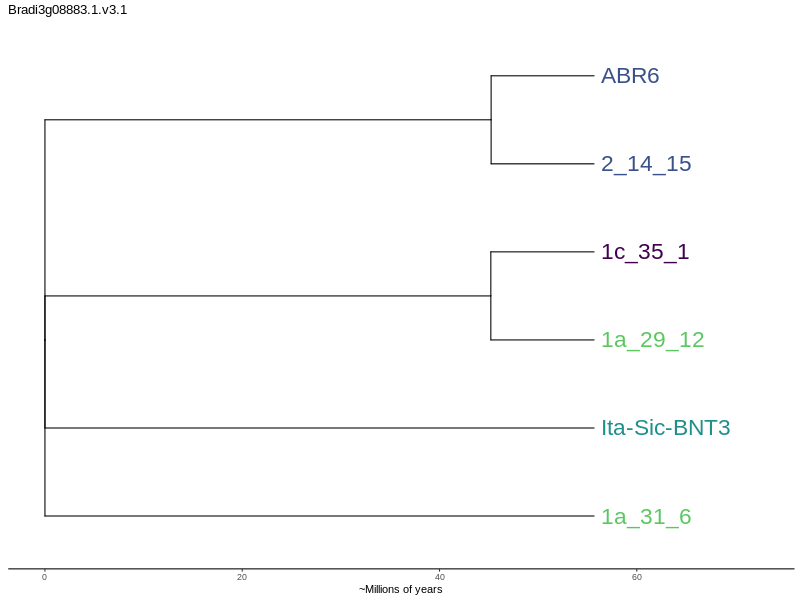 Bradi3g08883.1.v3.1
ABR6
2_14_15
1c_35_1
1a_29_12
Ita-Sic-BNT3
1a_31_6
0 20 40 60
~Millions of years